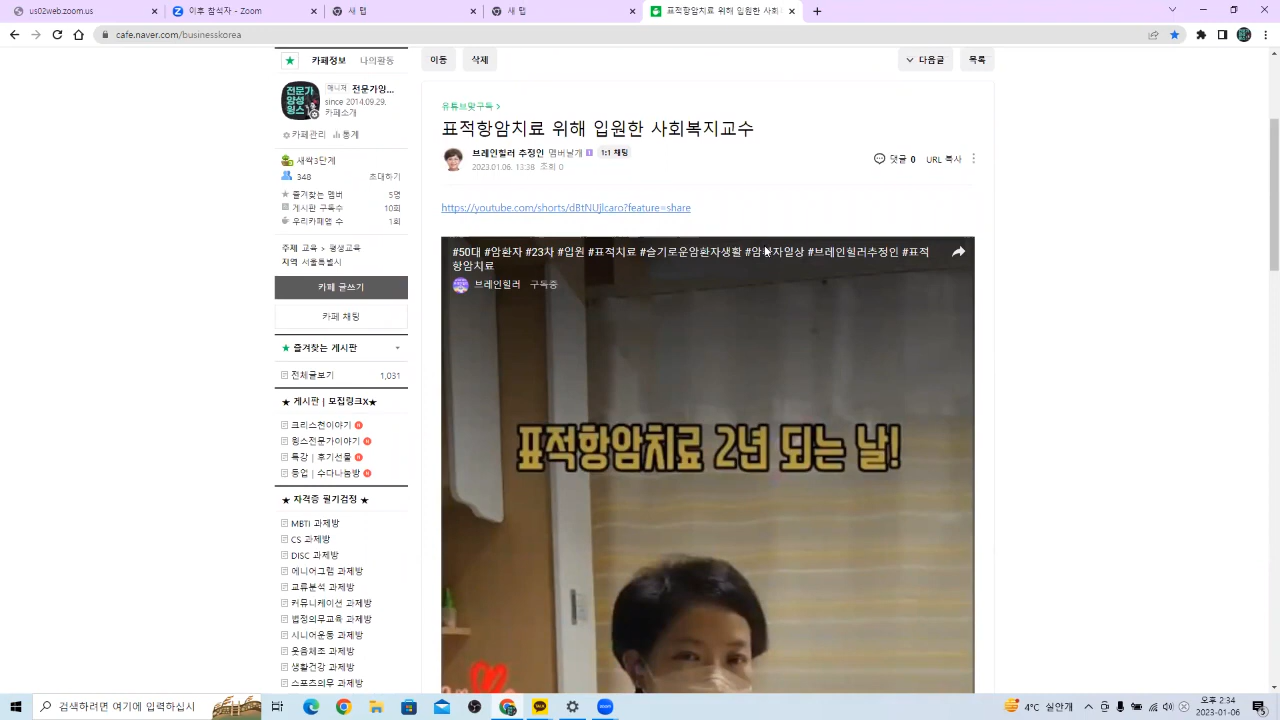 us02web.zoom.us
이후 참석자 - Zoom
새 탭
새 탭
표적항암치료 위해 입원한 사회
cafe.naver.com/businesskorea
카페정보 나의활동
전문가
양성
윙스
매니저 전문가양...
since 2014.09.29.
카페소개
카페관리 통계
새싹3단계
348 초대하기
즐겨찾는 멤버 5명
게시판 구독수 10회
우리카페앱 수 1회
주제 교육 > 평생교육
지역 서울특별시
카페 글쓰기
카페 채팅
즐겨찾는 게시판
전체글보기 1,031
★ 게시판 | 모집링크X★
크리스천이야기
윙스전문가이야기
특강 | 후기선물
등업 | 수다나눔방
★ 자격증 필기검정 ★
MBTI 과제방
CS 과제방
DISC 과제방
에니어그램 과제방
교류분석 과제방
커뮤니케이션 과제방
법정의무교육 과제방
시니어운동 과제방
웃음체조 과제방
생활건강 과제방
스포츠의무 과제방
이동 삭제 다음글 목록
유튜브맞구독 >
표적항암치료 위해 입원한 사회복지교수
브레인힐러 추정인 멤버날개 1:1 채팅
2023.01.06. 13:38 조회 0
댓글 0 URL 복사
https://youtube.com/shorts/dBtNUJlcaro?feature=share
#50대 #암환자 #23차 #입원 #표적치료 #슬기로운암환자생활 #암환자일상 #브레인힐러추정인 #표적
항암치료
브레인힐러 구독중
표적항암치료 2년 되는 날!
검색하려면 여기에 입력하십시
TALK
zoom
4°C 실안개
오후 2:34
2023-01-06